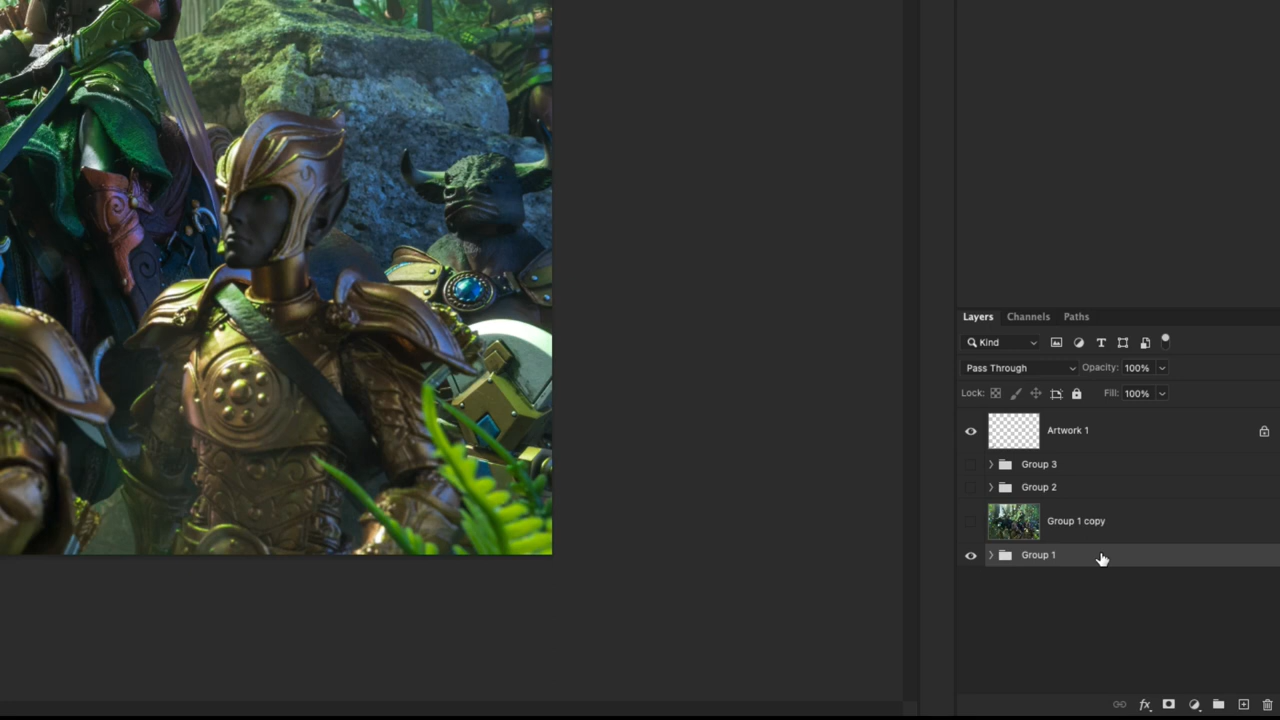 Layers Channels Paths
Kind
Pass Through Opacity: 100%
Lock: Fill: 100%
Artwork 1
Group 3
Group 2
Group 1 copy
Group 1
fx